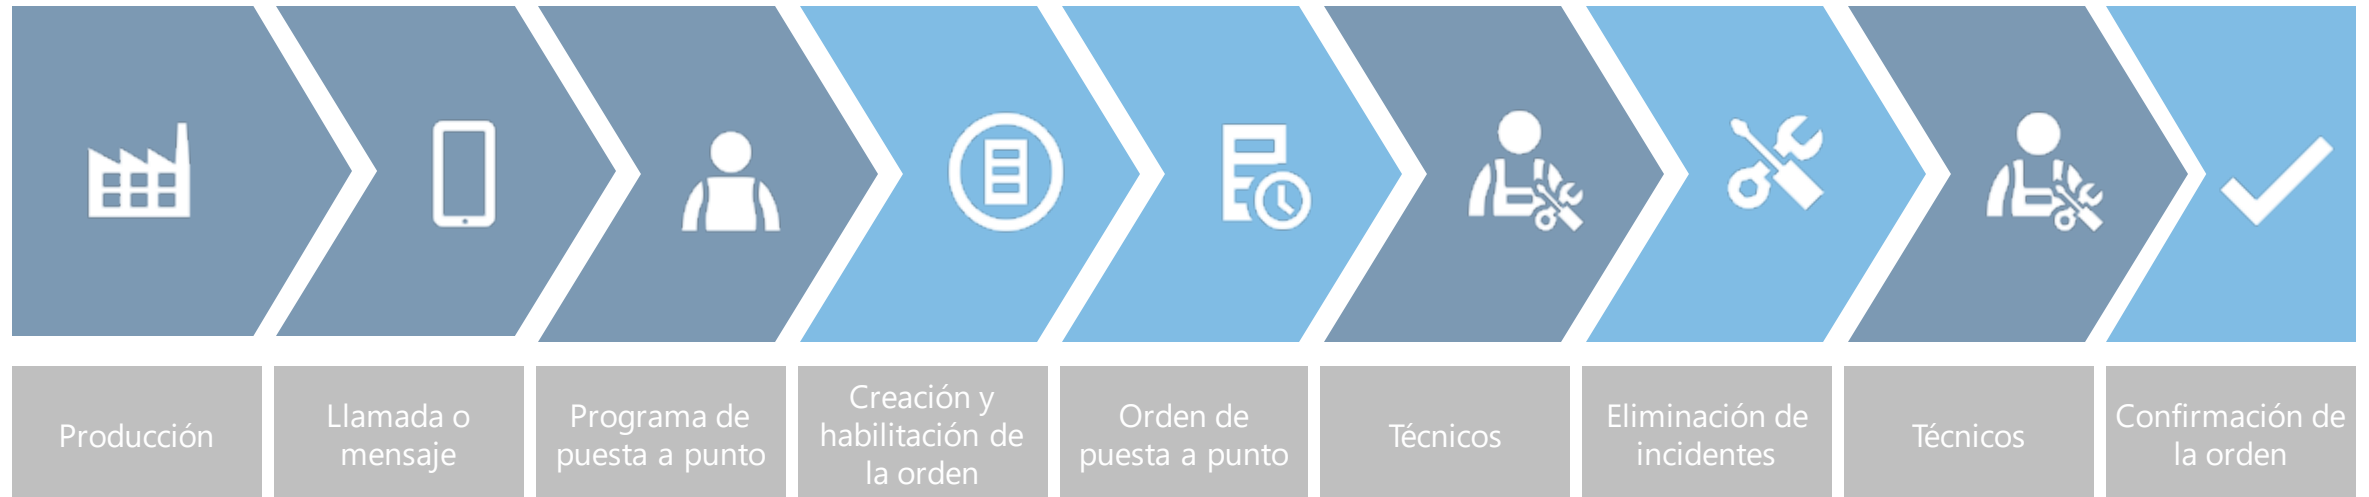 Producción
Llamada o
mensaje
Programa de
puesta a punto
Creación y
habilitación de
la orden
Orden de
puesta a punto
Técnicos
Eliminación de
incidentes
Técnicos
Confirmación de
la orden